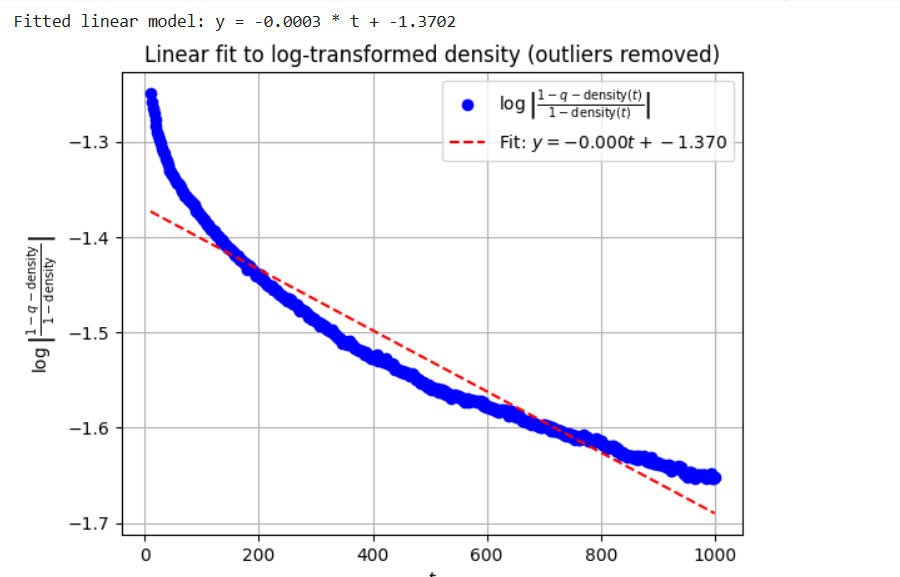 Fitted linear model: y = -0.0003 * t + -1.3702
Linear fit to log-transformed density (outliers removed)
log |(1 − q − density(t)) / (1 − density(t))|
Fit: y = −0.000t + − 1.370
−1.3
−1.4
−1.5
−1.6
−1.7
log |(1 − q − density) / (1 − density)|
0 200 400 600 800 1000
t